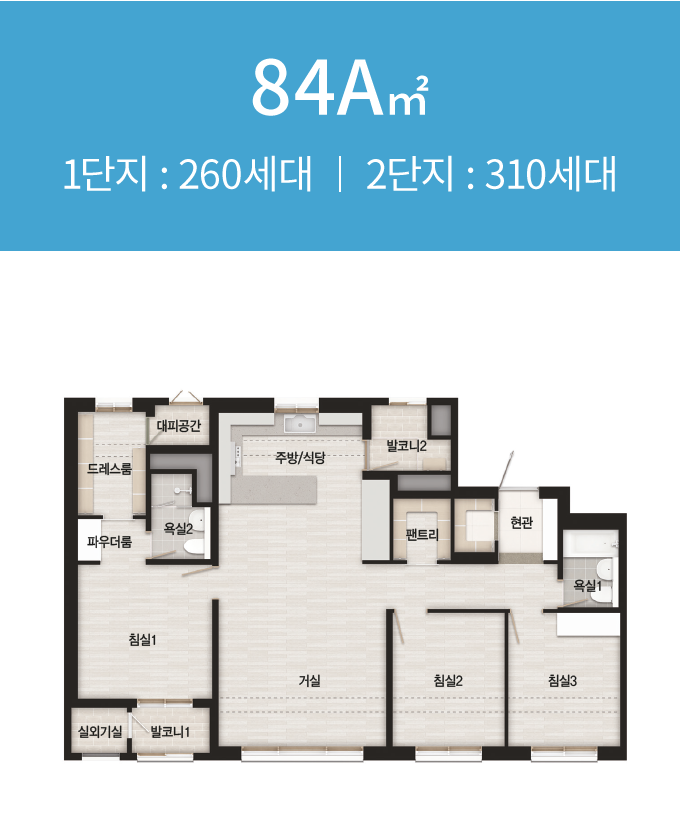 84A㎡
1단지 : 260세대 | 2단지 : 310세대
대피공간
드레스룸
주방/식당
발코니2
욕실2
팬트리
현관
파우더룸
욕실1
침실1
거실
침실2
침실3
실외기실
발코니1